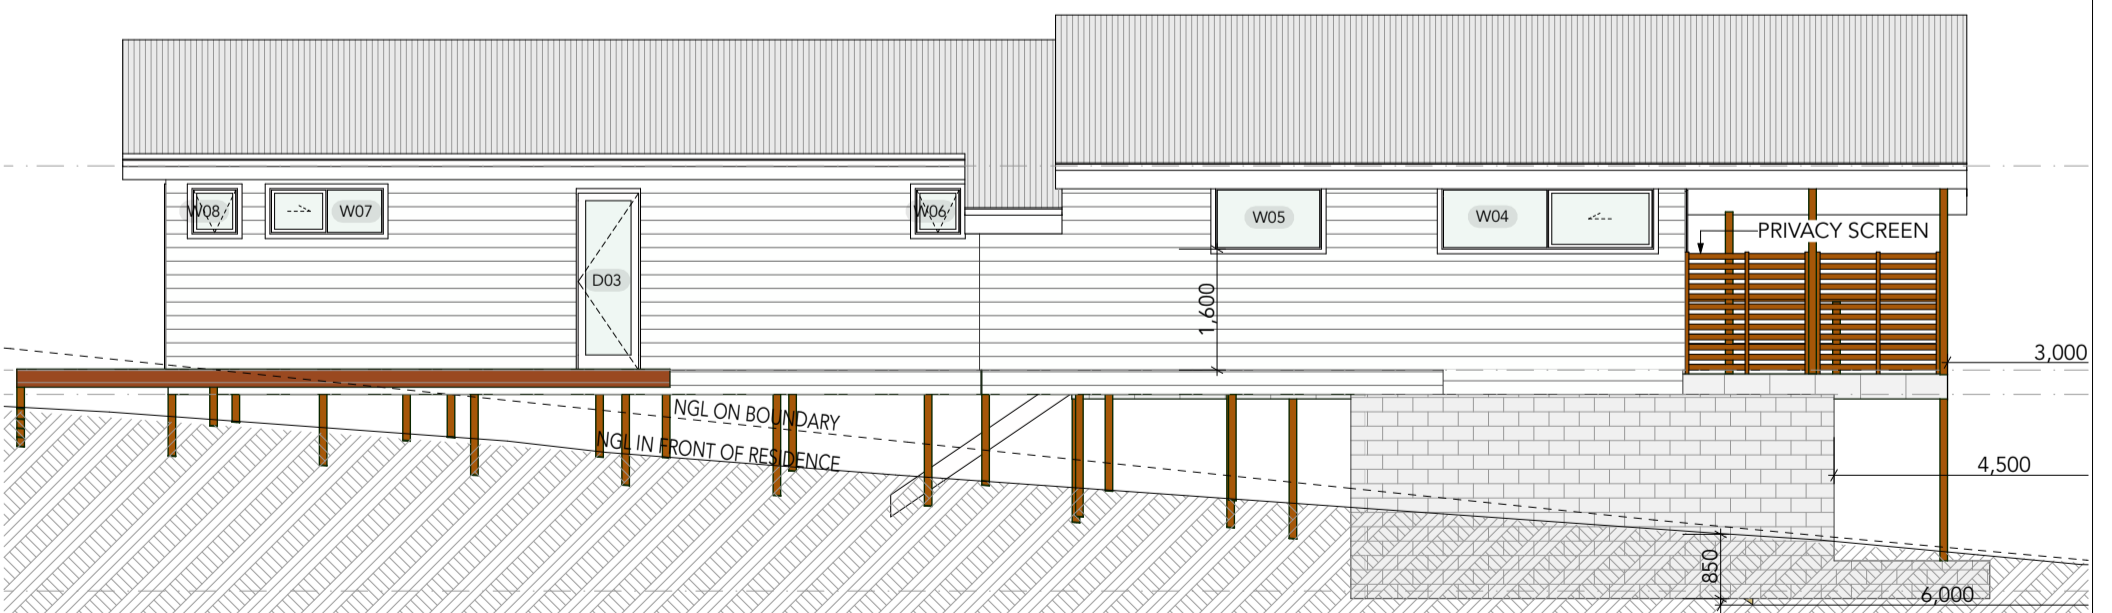 W08
W07
D03
W06
W05
W04
PRIVACY SCREEN
1,600
3,000
NGL ON BOUNDARY
NGL IN FRONT OF RESIDENCE
4,500
850
6,000